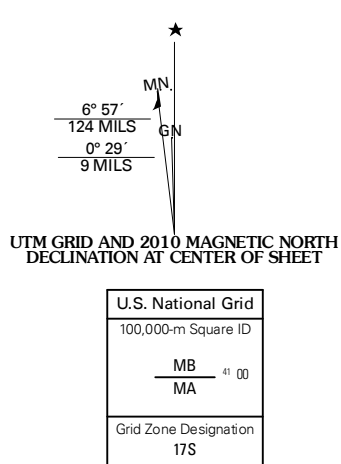 ★
MN.
6° 57´
124 MILS
GN
0° 29´
9 MILS
UTM GRID AND 2010 MAGNETIC NORTH
DECLINATION AT CENTER OF SHEET
U.S. National Grid
100,000-m Square ID
MB
41 00
MA
Grid Zone Designation
17S